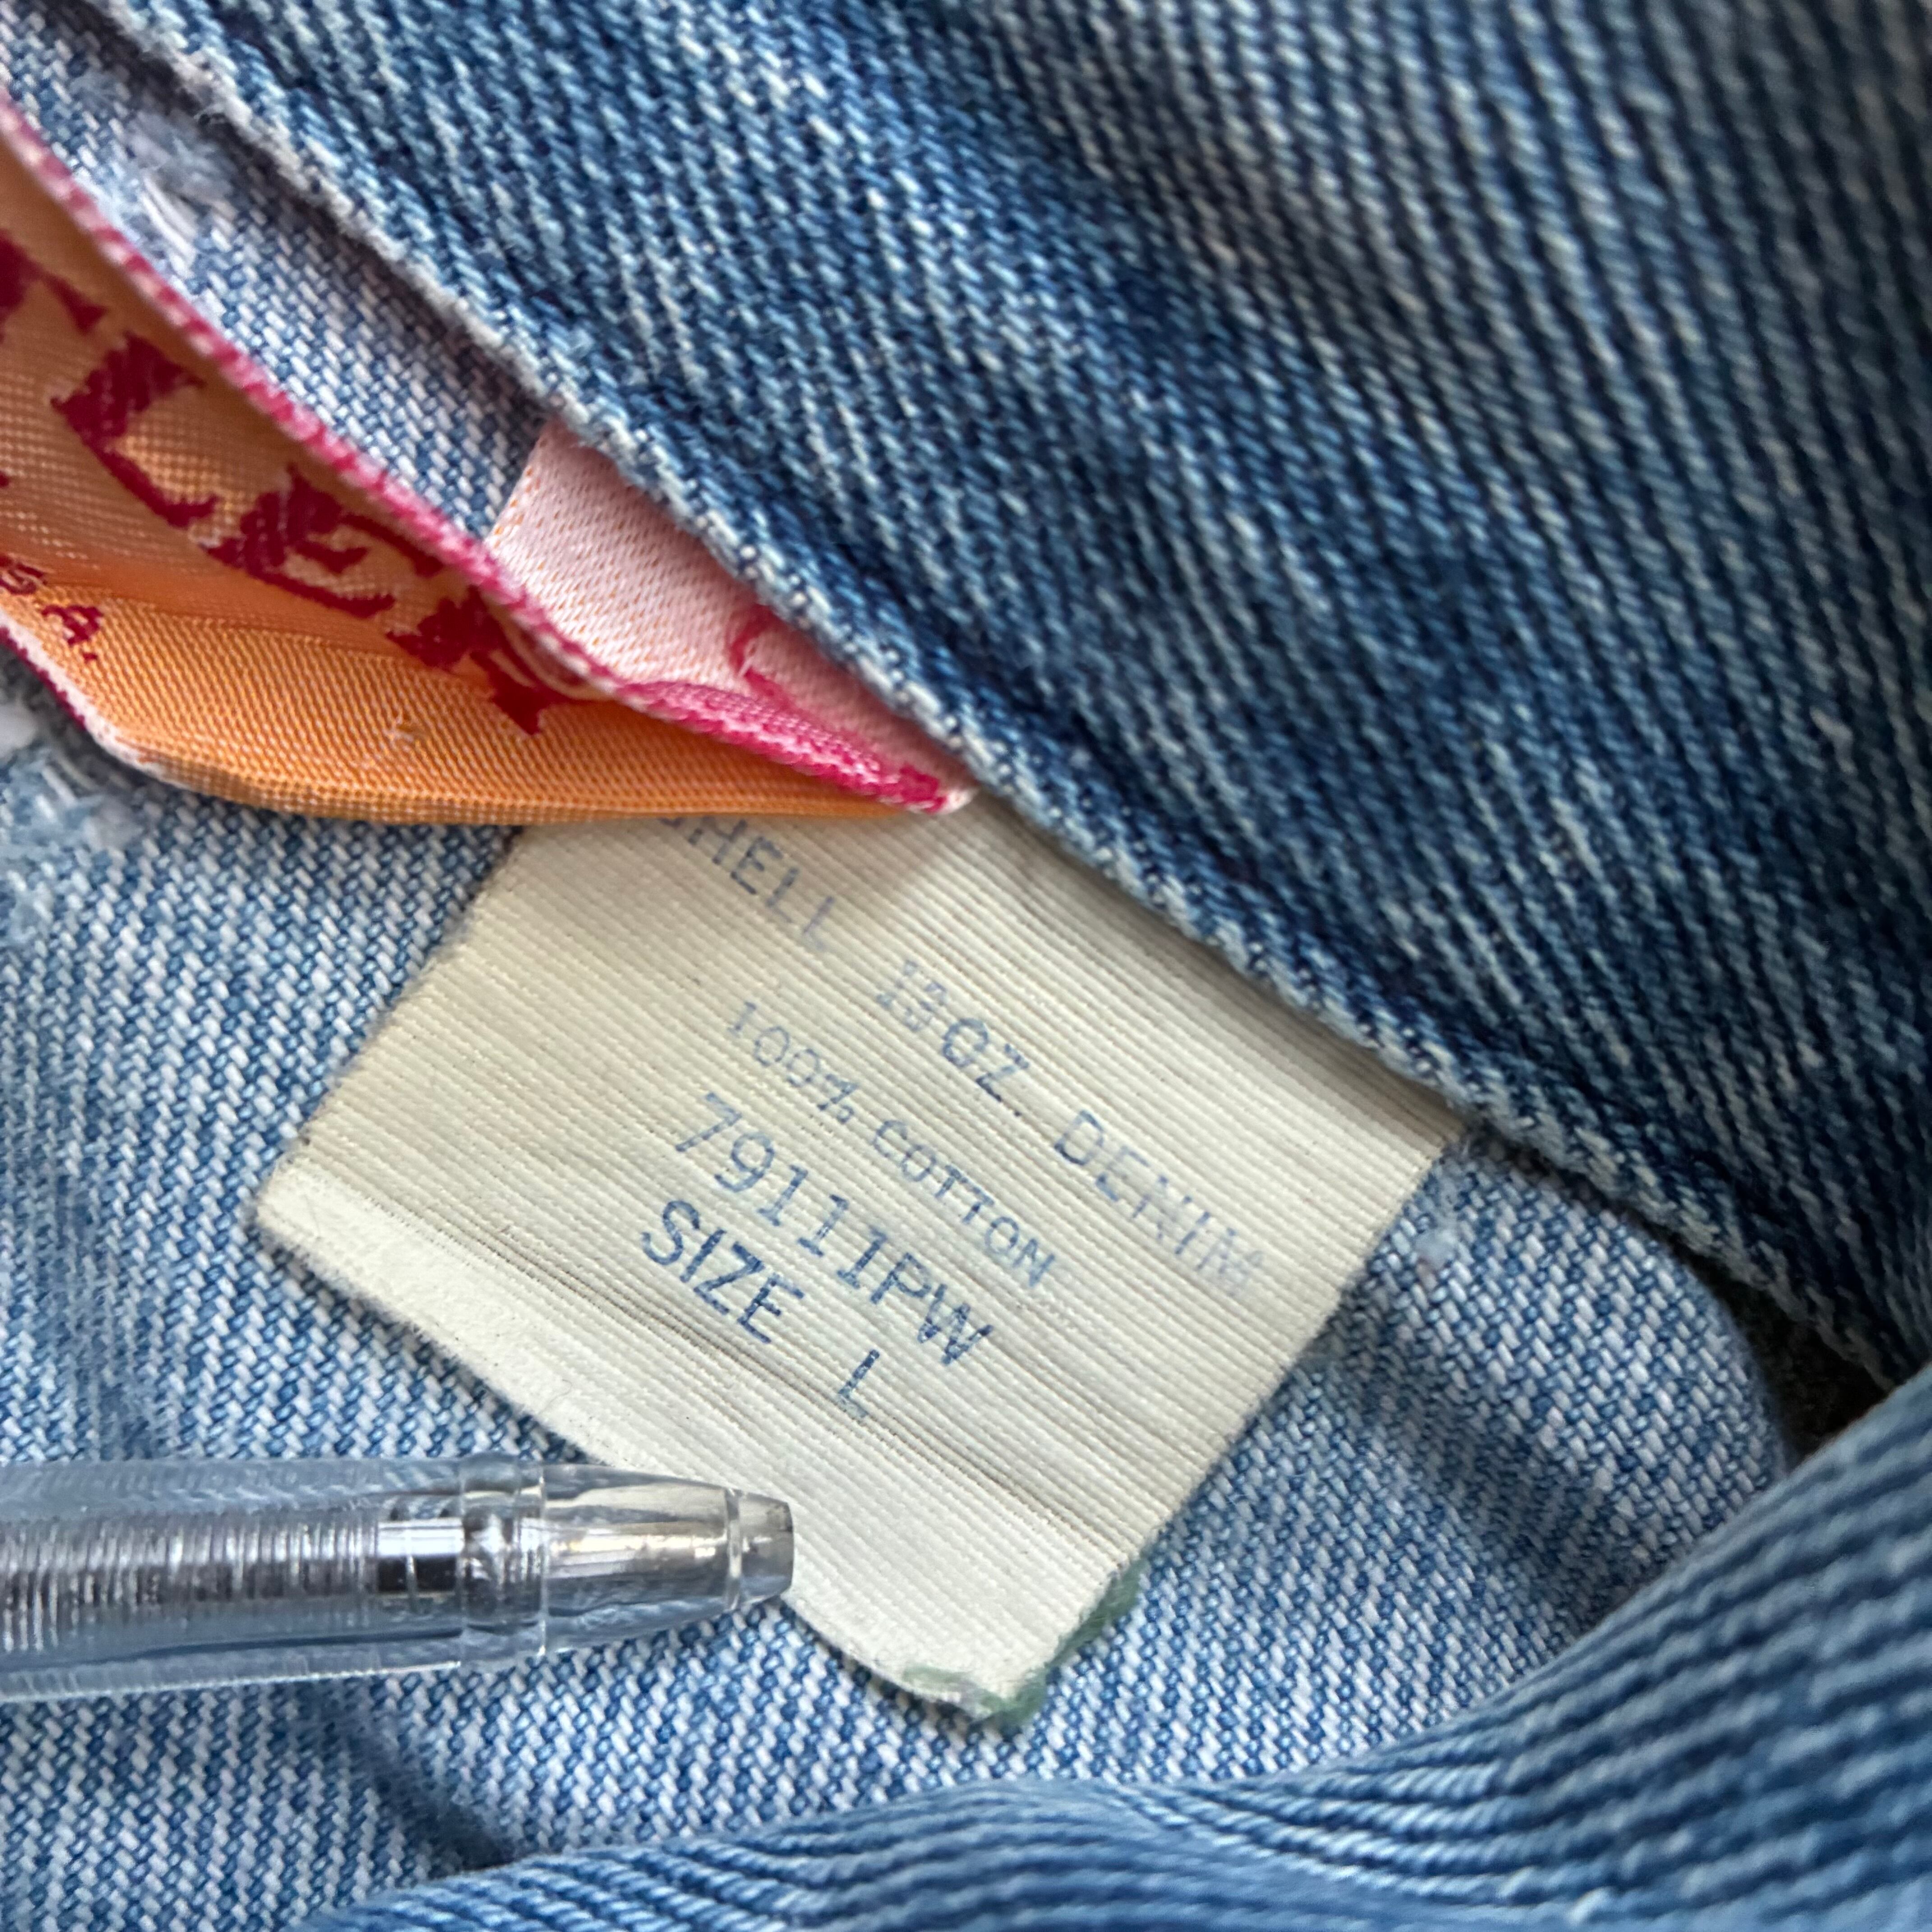 S.A.
SHELL 13OZ. DENIM
100% COTTON
79111PW
SIZE L